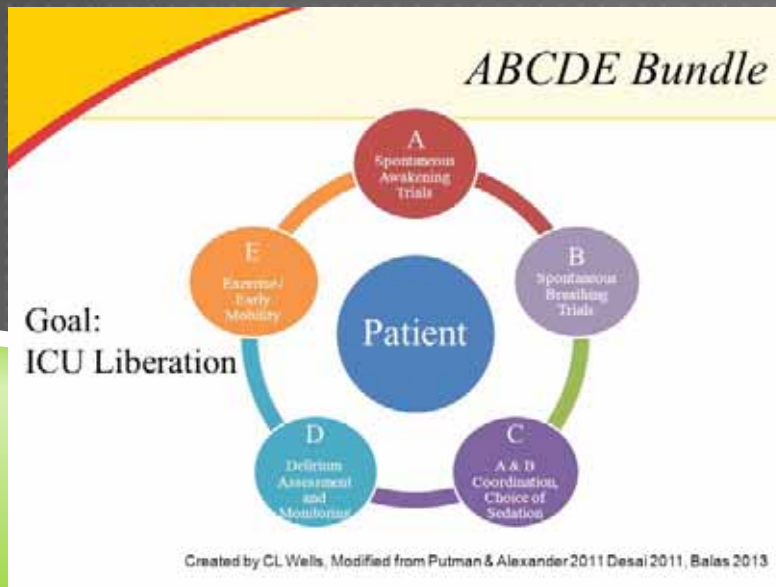 ABCDE Bundle
A
Spontaneous
Awakening
Trials
B
Spontaneous
Breathing
Trials
C
A & B
Coordination,
Choice of
Sedation
D
Delirium
Assessment
and
Monitoring
E
Exercise/
Early
Mobility
Patient
Goal:
ICU Liberation
Created by CL Wells, Modified from Putman & Alexander 2011 Desai 2011, Balas 2013